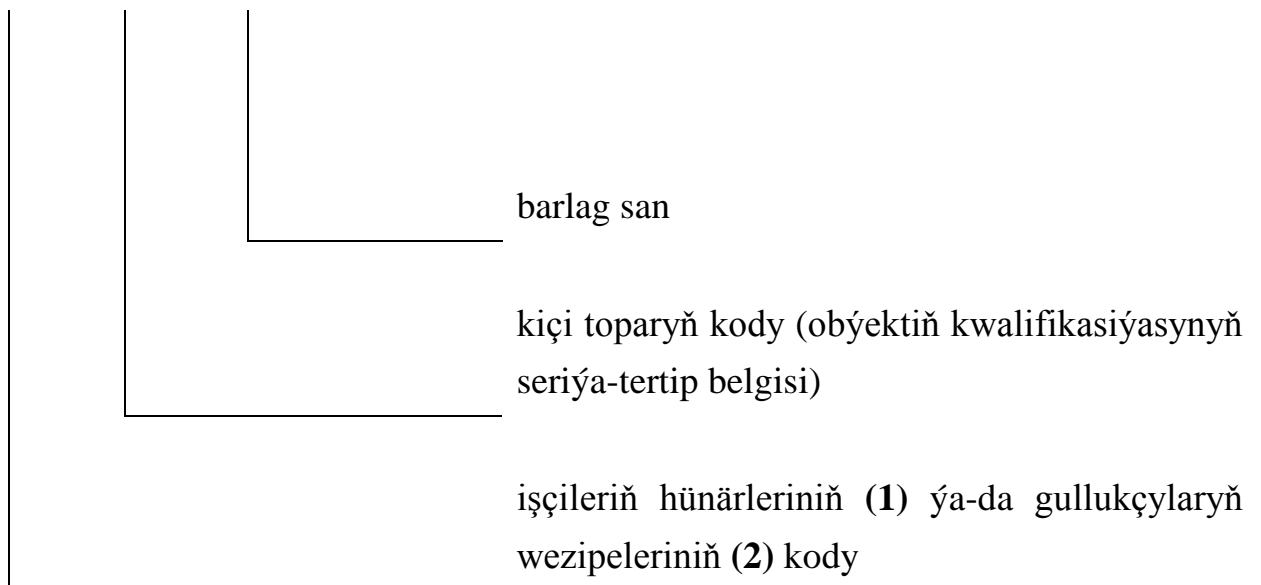 barlag san
kiçi toparyň kody (obýektiň kwalifikasiýasynyň
seriýa-tertip belgisi)
işçileriň hünärleriniň (1) ýa-da gullukçylaryň
wezipeleriniň (2) kody